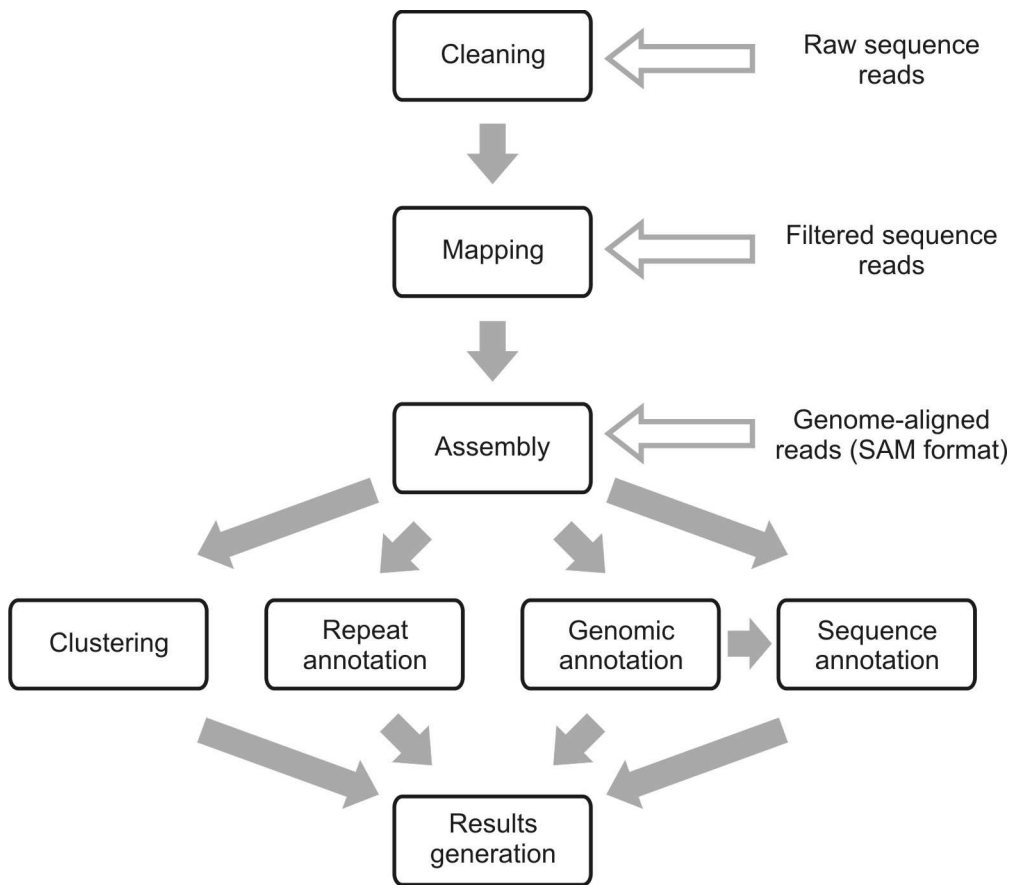 Cleaning
Raw sequence
reads
Mapping
Filtered sequence
reads
Assembly
Genome-aligned
reads (SAM format)
Clustering
Repeat
annotation
Genomic
annotation
Sequence
annotation
Results
generation